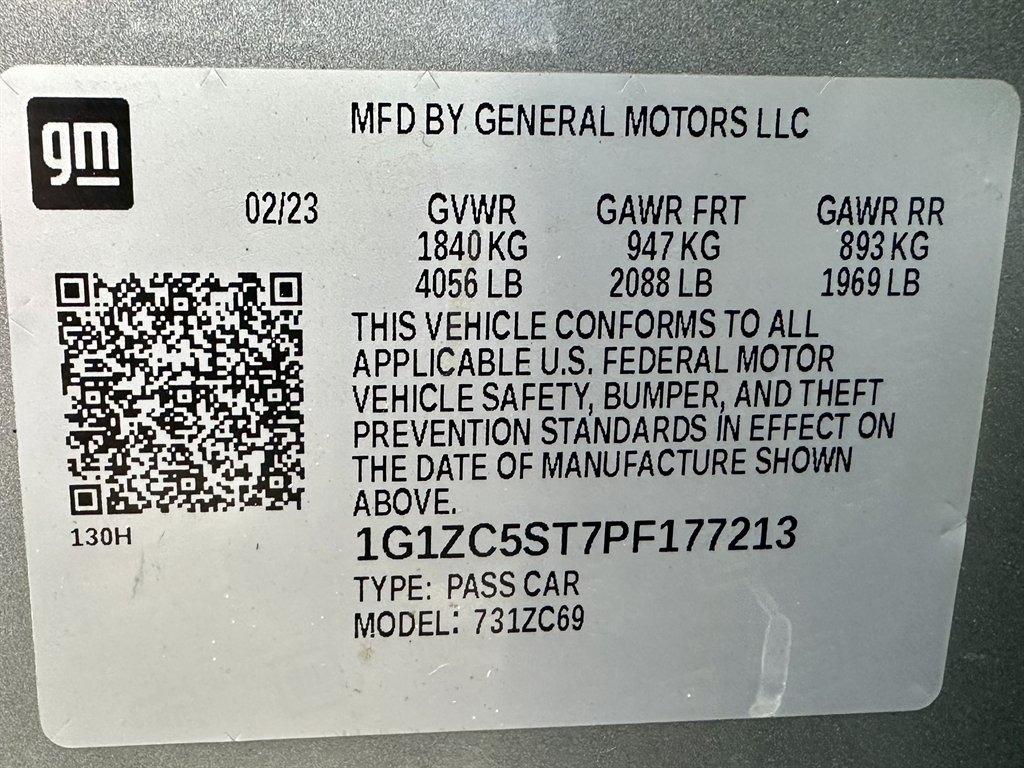 gm
MFD BY GENERAL MOTORS LLC
02/23 GVWR GAWR FRT GAWR RR
1840 KG 947 KG 893 KG
4056 LB 2088 LB 1969 LB
THIS VEHICLE CONFORMS TO ALL
APPLICABLE U.S. FEDERAL MOTOR
VEHICLE SAFETY, BUMPER, AND THEFT
PREVENTION STANDARDS IN EFFECT ON
THE DATE OF MANUFACTURE SHOWN
ABOVE.
130H
1G1ZC5ST7PF177213
TYPE: PASS CAR
MODEL: 731ZC69